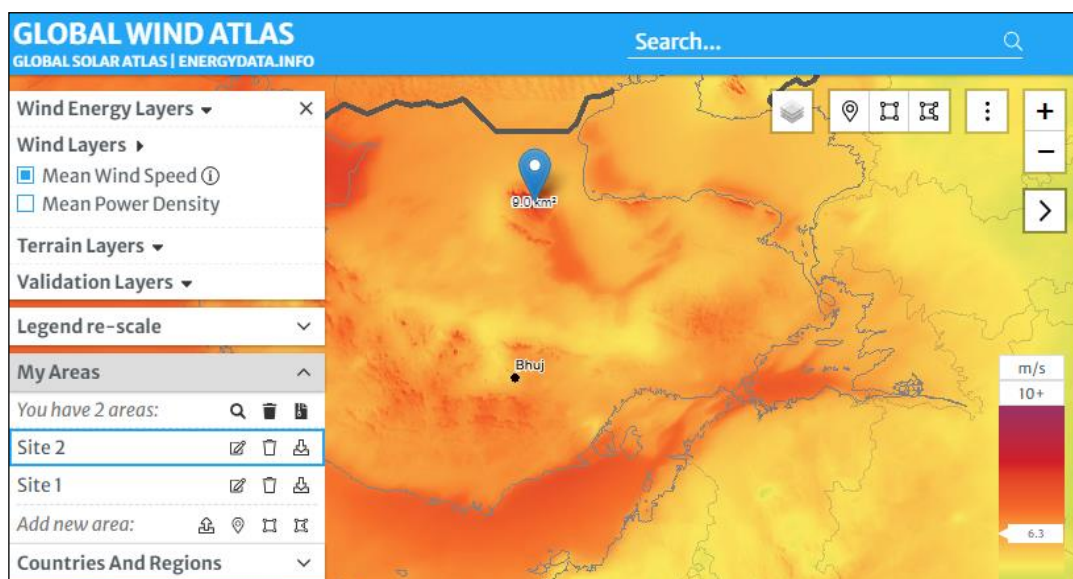 GLOBAL WIND ATLAS
GLOBAL SOLAR ATLAS | ENERGYDATA.INFO
Search...
Wind Energy Layers
Wind Layers
Mean Wind Speed
Mean Power Density
Terrain Layers
Validation Layers
Legend re-scale
My Areas
You have 2 areas:
Site 2
Site 1
Add new area:
Countries And Regions
9.0 km²
Bhuj
m/s
10+
6.3